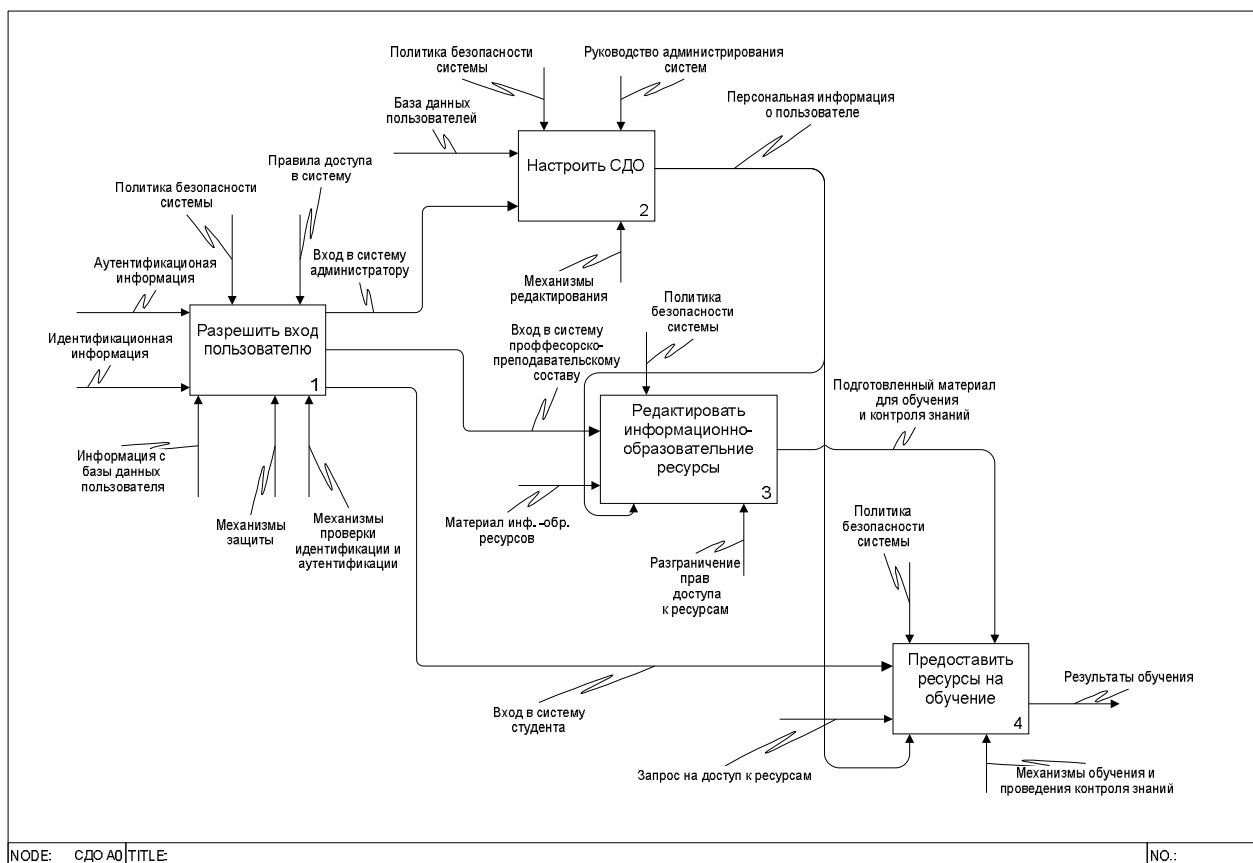 Политика безопасности
системы
Руководство администрирования
систем
Персональная информация
о пользователе
База данных
пользователей
Настроить СДО
2
Правила доступа
в систему
Политика безопасности
системы
Вход в систему
администратору
Аутентификационая
информация
Механизмы
редактирования
Идентификационная
информация
Разрешить вход
пользователю
1
Политика
безопасности
системы
Вход в систему
проффесорско-
преподавательскому
составу
Подготовленный материал
для обучения
и контроля знаний
Редактировать
информационно-
образовательние
ресурсы
3
Информация с
базы данных
пользователя
Механизмы
защиты
Механизмы
проверки
идентификации и
аутентификации
Материал инф.-обр.
ресурсов
Разграничение
прав
доступа
к ресурсам
Политика
безопасности
системы
Предоставить
ресурсы на
обучение
4
Результаты обучения
Вход в систему
студента
Запрос на доступ к ресурсам
Механизмы обучения и
проведения контроля знаний
NODE: СДО А0 TITLE: NO.: